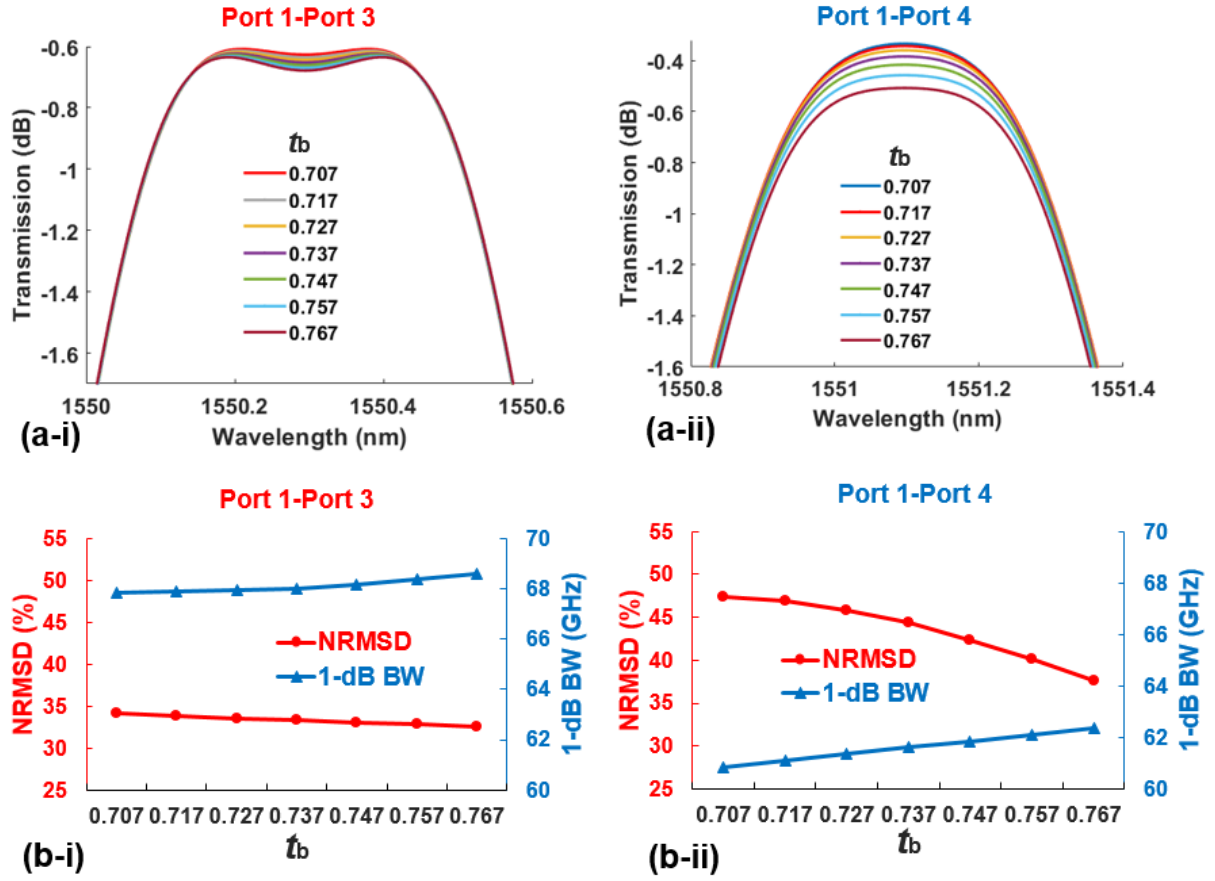 Port 1-Port 3
Transmission (dB)
-0.6
-0.8
-1
-1.2
-1.4
-1.6
tb
0.707
0.717
0.727
0.737
0.747
0.757
0.767
1550 1550.2 1550.4 1550.6
Wavelength (nm)
(a-i)
Port 1-Port 4
Transmission (dB)
-0.4
-0.6
-0.8
-1
-1.2
-1.4
-1.6
tb
0.707
0.717
0.727
0.737
0.747
0.757
0.767
1550.8 1551 1551.2 1551.4
Wavelength (nm)
(a-ii)
Port 1-Port 3
NRMSD (%)
55
50
45
40
35
30
25
NRMSD
1-dB BW
70
68
66
64
62
60
1-dB BW (GHz)
0.707 0.717 0.727 0.737 0.747 0.757 0.767
tb
(b-i)
Port 1-Port 4
NRMSD (%)
55
50
45
40
35
30
25
NRMSD
1-dB BW
70
68
66
64
62
60
1-dB BW (GHz)
0.707 0.717 0.727 0.737 0.747 0.757 0.767
tb
(b-ii)